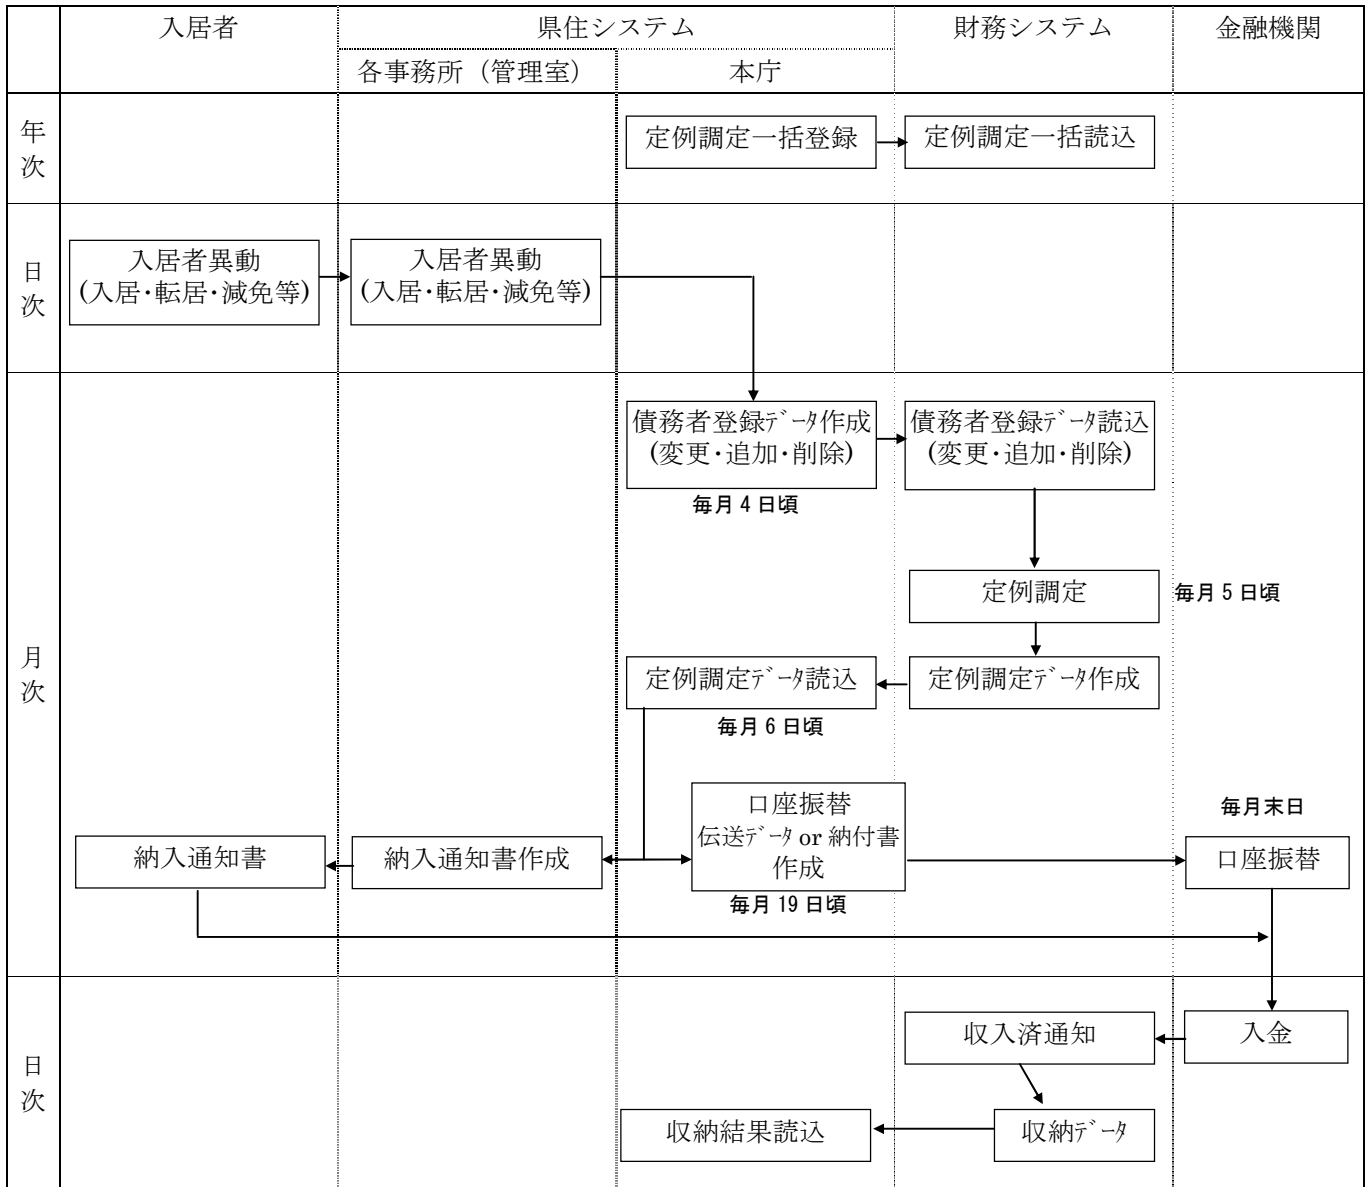 入居者
県住システム
財務システム
金融機関
各事務所（管理室）
本庁
年次
定例調定一括登録
定例調定一括読込
日次
入居者異動
(入居・転居・減免等)
入居者異動
(入居・転居・減免等)
月次
債務者登録ﾃﾞｰﾀ作成
(変更・追加・削除)
毎月4日頃
債務者登録ﾃﾞｰﾀ読込
(変更・追加・削除)
定例調定
毎月5日頃
定例調定ﾃﾞｰﾀ読込
毎月6日頃
定例調定ﾃﾞｰﾀ作成
納入通知書
納入通知書作成
口座振替
伝送ﾃﾞｰﾀ or 納付書
作成
毎月19日頃
毎月末日
口座振替
日次
収入済通知
入金
収納結果読込
収納ﾃﾞｰﾀ